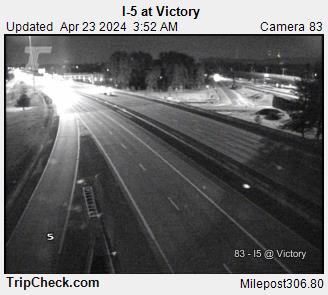 I-5 at Victory
Updated Apr 23 2024 3:52 AM Camera 83
T
S
83 - I5 @ Victory
TripCheck.com Milepost306.80